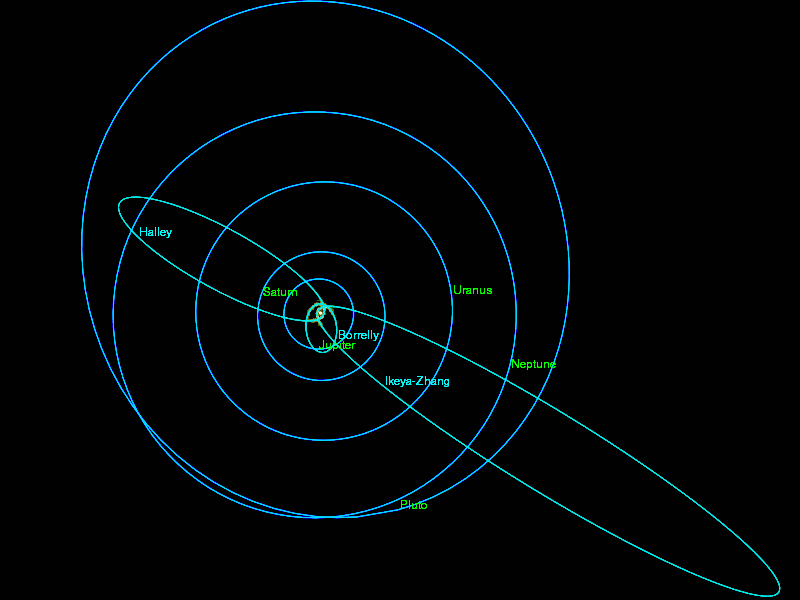 Halley
Saturn
Uranus
Borrelly
Jupiter
Neptune
Ikeya-Zhang
Pluto